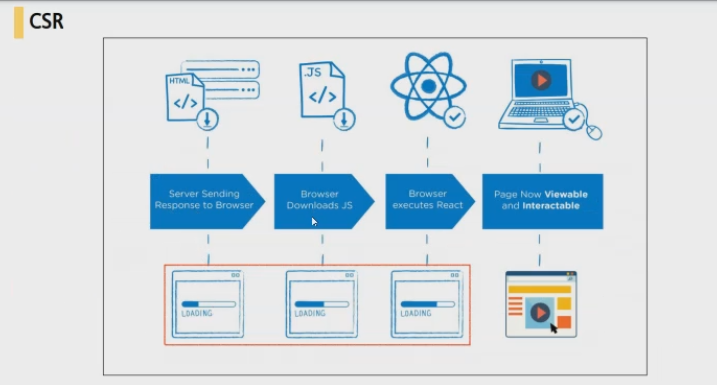 CSR
HTML
</>
.JS
</>
Server Sending
Response to Browser
Browser
Downloads JS
Browser
executes React
Page Now Viewable
and Interactable
LOADING
LOADING
LOADING